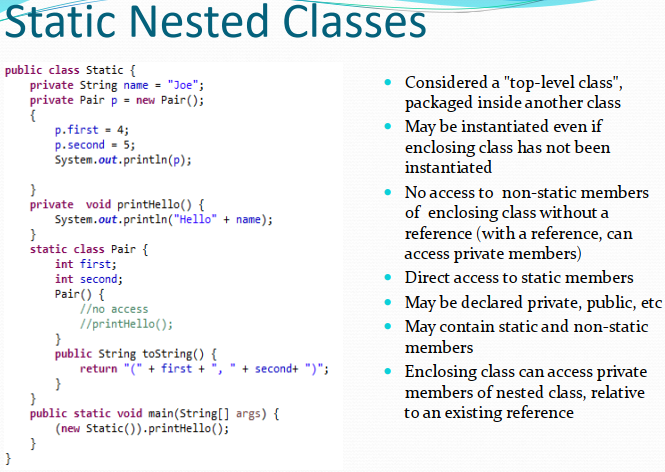 Static Nested Classes
public class Static {
private String name = "Joe";
private Pair p = new Pair();
{
p.first = 4;
p.second = 5;
System.out.println(p);
}
private  void printHello() {
System.out.println("Hello" + name);
}
static class Pair {
int first;
int second;
Pair() {
//no access
//printHello();
}
public String toString() {
return "(" + first + ", " + second+ ")";
}
}
public static void main(String[] args) {
(new Static()).printHello();
}
}
• Considered a "top-level class",
packaged inside another class
• May be instantiated even if
enclosing class has not been
instantiated
• No access to  non-static members
of  enclosing class without a
reference (with a reference, can
access private members)
• Direct access to static members
• May be declared private, public, etc
• May contain static and non-static
members
• Enclosing class can access private
members of nested class, relative
to an existing reference